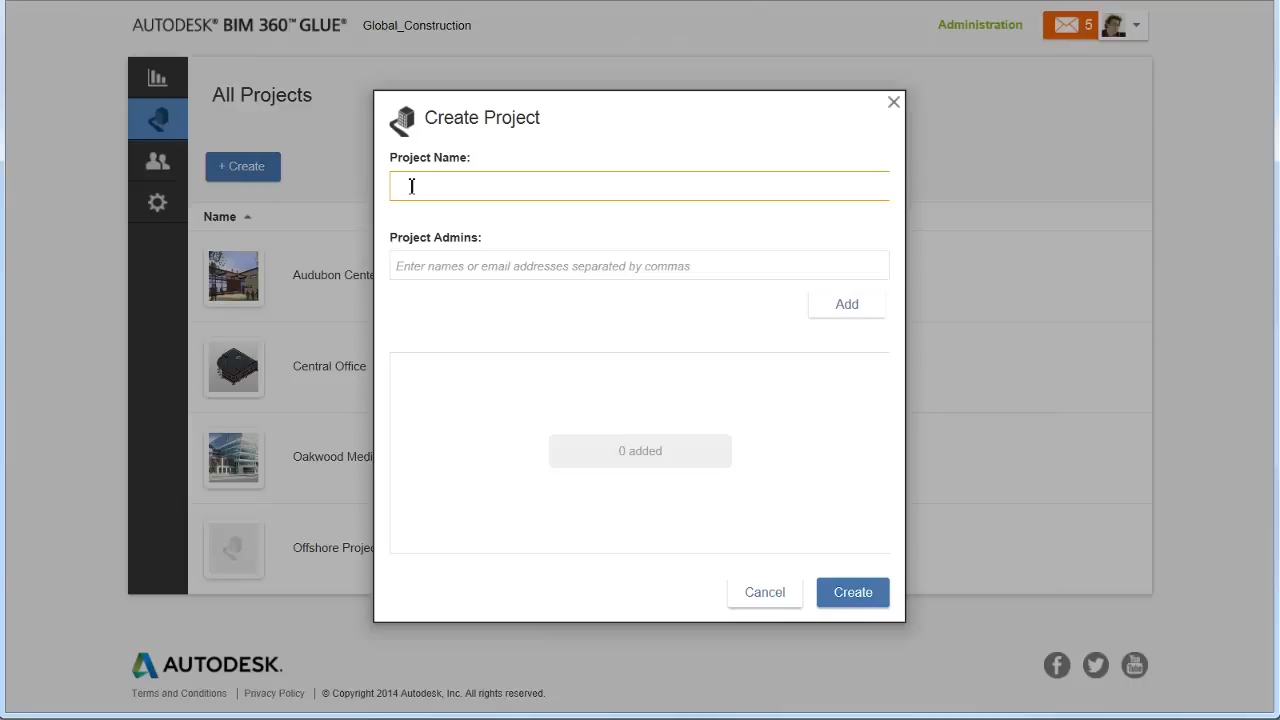 AUTODESK® BIM 360™ GLUE® Global_Construction Administration 5
All Projects
+ Create
Name
Audubon Cente
Central Office
Oakwood Medi
Offshore Projec
Create Project
Project Name:
Project Admins:
Enter names or email addresses separated by commas
Add
0 added
Cancel Create
AUTODESK.
Terms and Conditions | Privacy Policy | © Copyright 2014 Autodesk, Inc. All rights reserved.